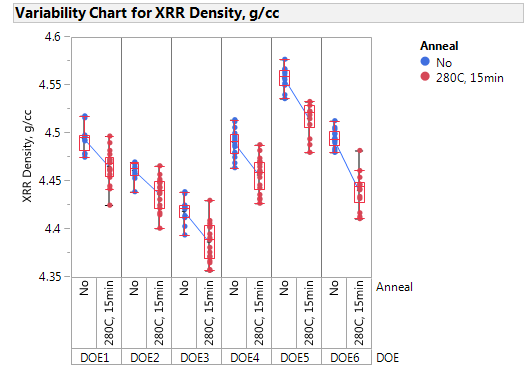 Variability Chart for XRR Density, g/cc
4.6
4.55
4.5
4.45
4.4
4.35
XRR Density, g/cc
Anneal
No
280C, 15min
No
280C, 15min
No
280C, 15min
No
280C, 15min
No
280C, 15min
No
280C, 15min
No
280C, 15min
Anneal
DOE1
DOE2
DOE3
DOE4
DOE5
DOE6
DOE